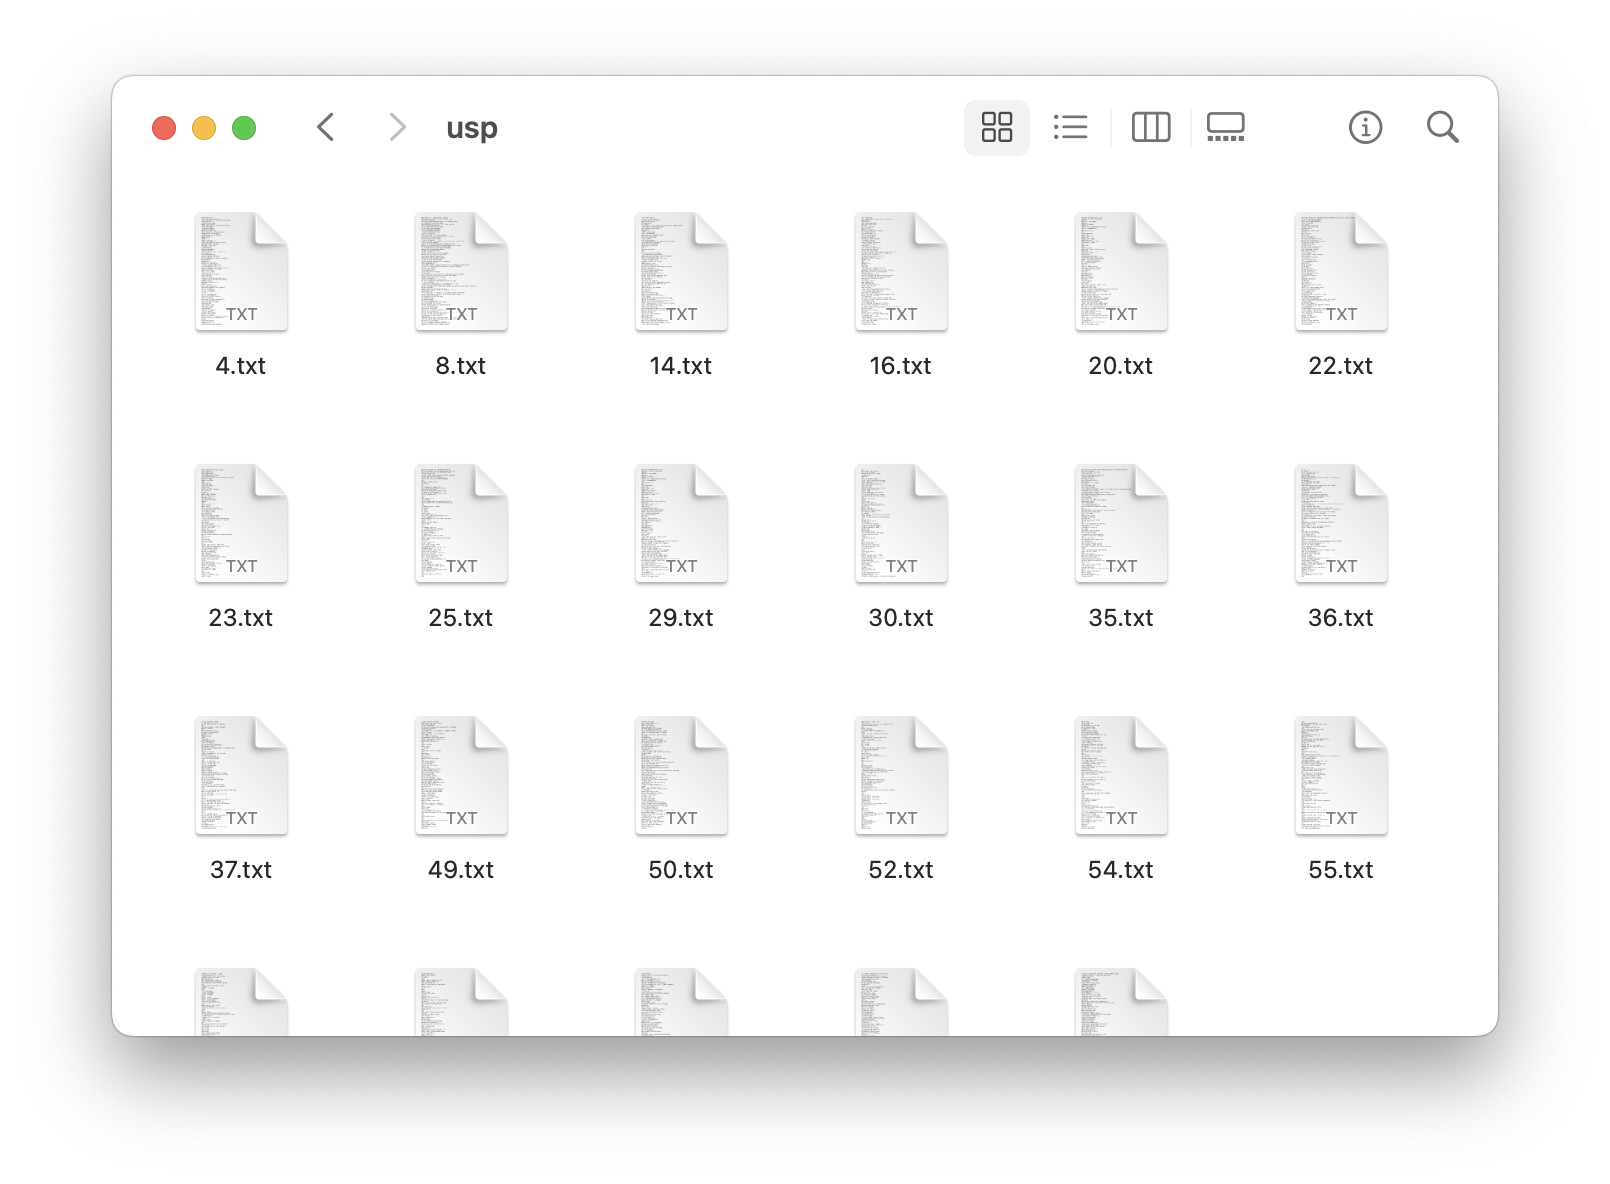 usp
TXT TXT TXT TXT TXT TXT
4.txt 8.txt 14.txt 16.txt 20.txt 22.txt
TXT TXT TXT TXT TXT TXT
23.txt 25.txt 29.txt 30.txt 35.txt 36.txt
TXT TXT TXT TXT TXT TXT
37.txt 49.txt 50.txt 52.txt 54.txt 55.txt